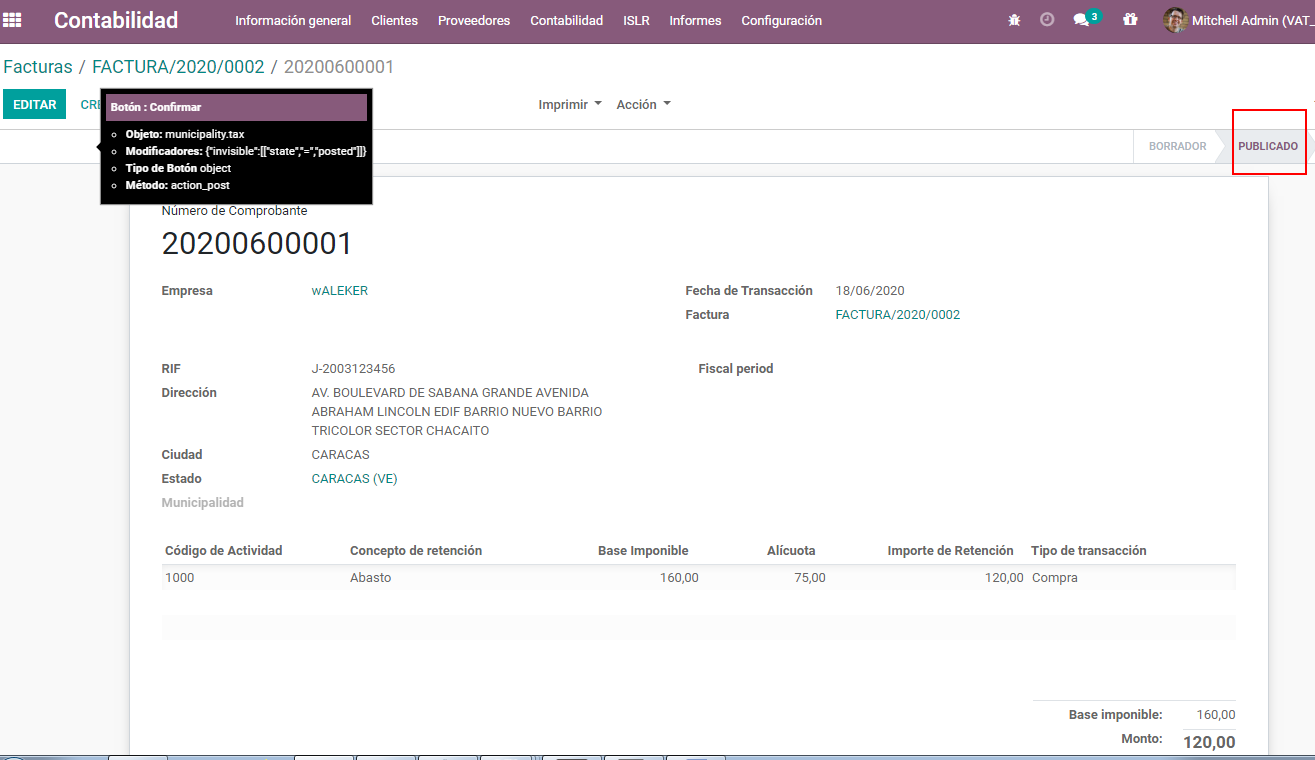 Contabilidad Información general Clientes Proveedores Contabilidad ISLR Informes Configuración 3 Mitchell Admin (VAT_
Facturas / FACTURA/2020/0002 / 20200600001
EDITAR CRE Imprimir Acción
Botón : Confirmar
Objeto: municipality.tax
Modificadores: {"invisible":[["state","=","posted"]]}
Tipo de Botón object
Método: action_post
BORRADOR PUBLICADO
Número de Comprobante
20200600001
Empresa wALEKER Fecha de Transacción 18/06/2020
Factura FACTURA/2020/0002
RIF J-2003123456 Fiscal period
Dirección AV. BOULEVARD DE SABANA GRANDE AVENIDA
ABRAHAM LINCOLN EDIF BARRIO NUEVO BARRIO
TRICOLOR SECTOR CHACAITO
Ciudad CARACAS
Estado CARACAS (VE)
Municipalidad
Código de Actividad Concepto de retención Base Imponible Alícuota Importe de Retención Tipo de transacción
1000 Abasto 160,00 75,00 120,00 Compra
Base imponible: 160,00
Monto: 120,00